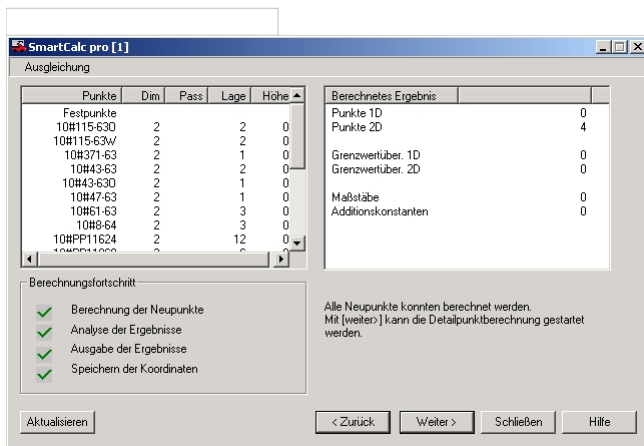 SmartCalc pro [1]
Ausgleichung
Punkte Dim Pass Lage Höhe
Festpunkte
10#115-630 2 2 0
10#115-63W 2 2 0
10#371-63 2 1 0
10#43-63 2 2 0
10#43-630 2 1 0
10#47-63 2 1 0
10#61-63 2 3 0
10#8-64 2 3 0
10#PP11624 2 12 0
Berechnetes Ergebnis
Punkte 1D 0
Punkte 2D 4
Grenzwertüber. 1D 0
Grenzwertüber. 2D 0
Maßstäbe 0
Additionskonstanten 0
Berechnungsfortschritt
Berechnung der Neupunkte
Analyse der Ergebnisse
Ausgabe der Ergebnisse
Speichern der Koordinaten
Alle Neupunkte konnten berechnet werden.
Mit [weiter>] kann die Detailpunktberechnung gestartet
werden.
Aktualisieren < Zurück Weiter > Schließen Hilfe